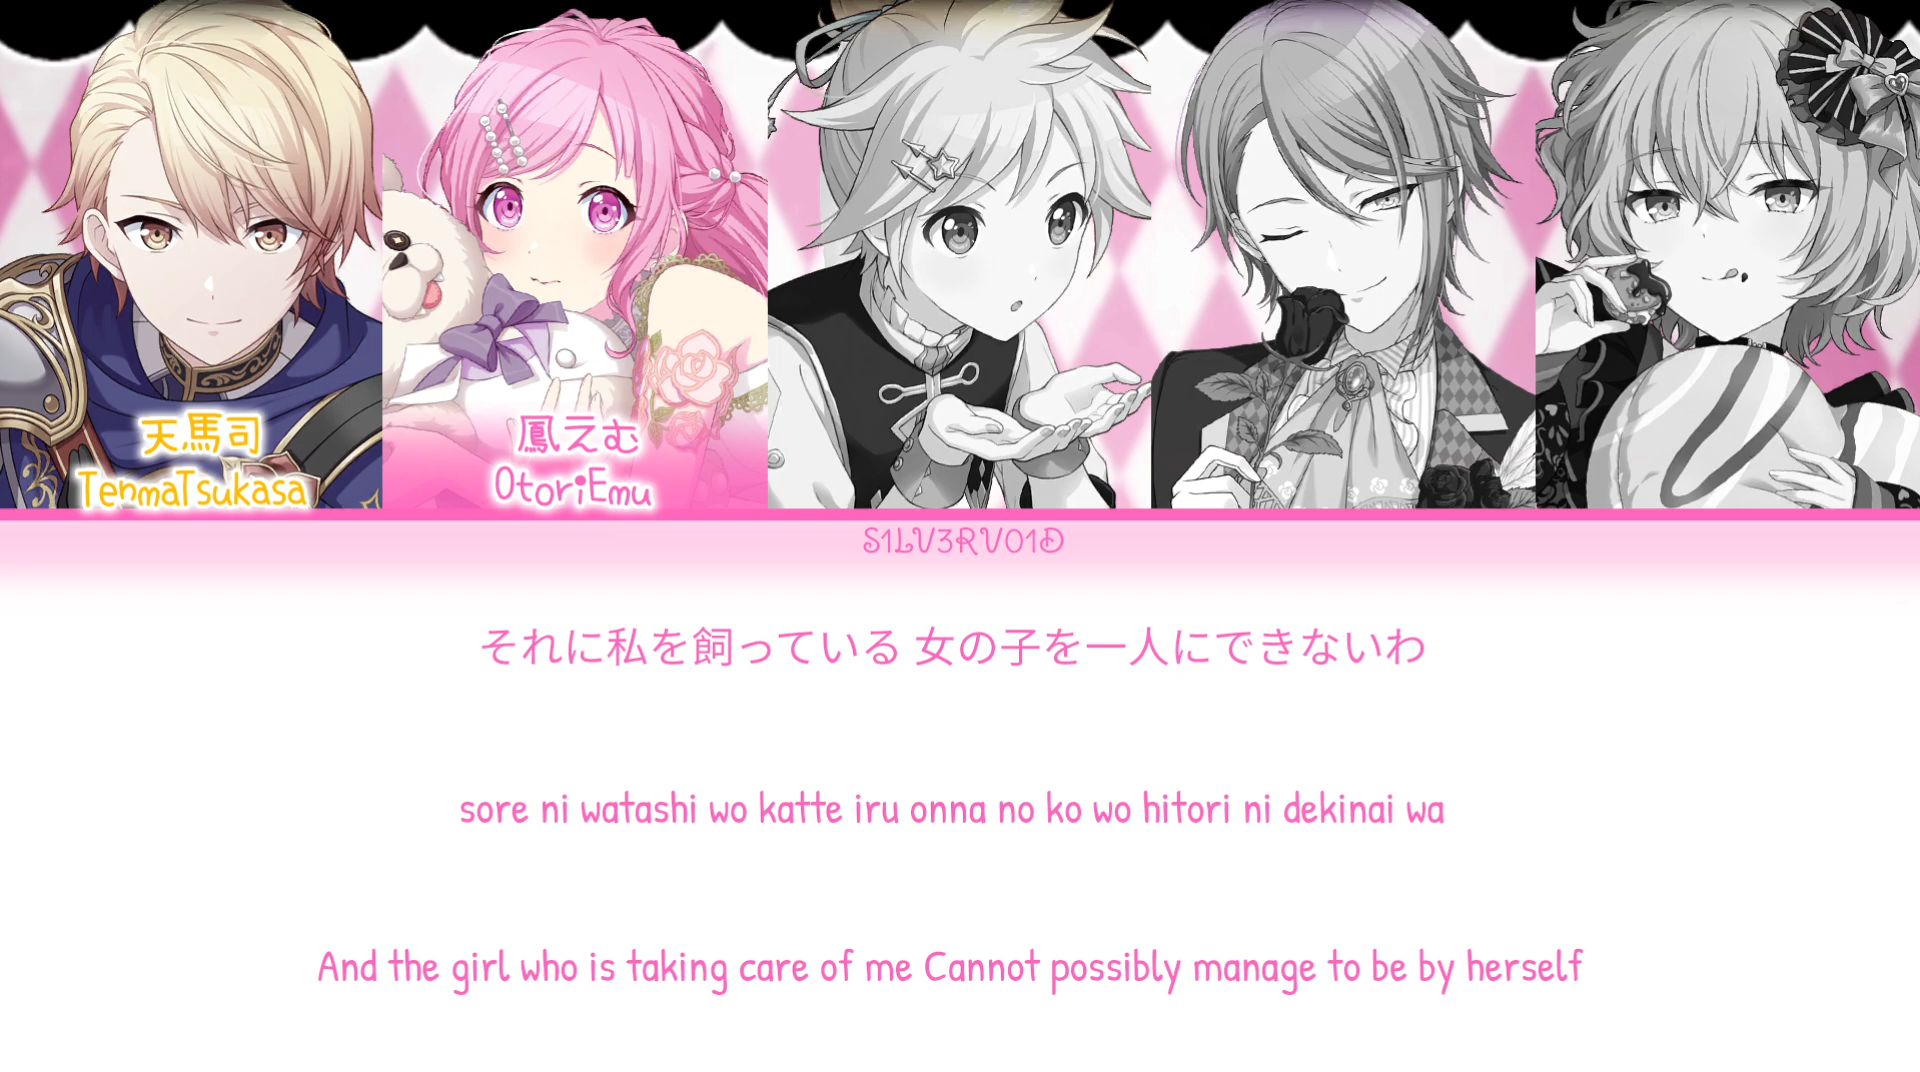 天馬司
TenmaTsukasa
鳳えむ
OtoriEmu
S1LV3RV01D
それに私を飼っている 女の子を一人にできないわ
sore ni watashi wo katte iru onna no ko wo hitori ni dekinai wa
And the girl who is taking care of me Cannot possibly manage to be by herself